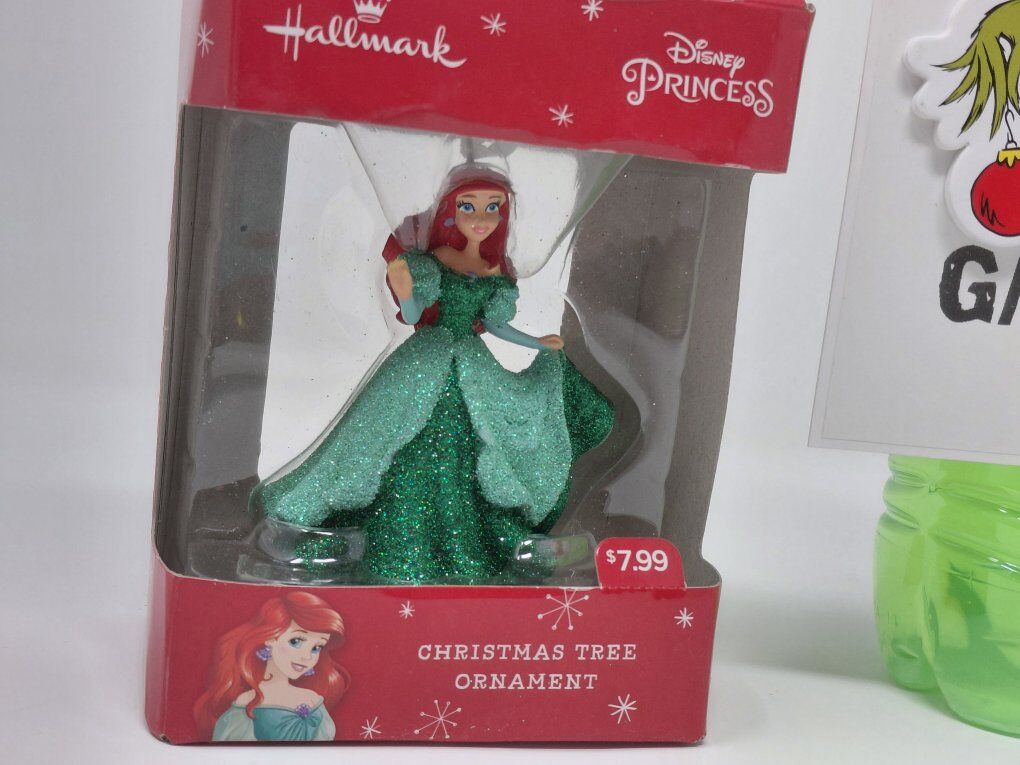 Hallmark
Disney
PRINCESS
$7.99
CHRISTMAS TREE
ORNAMENT